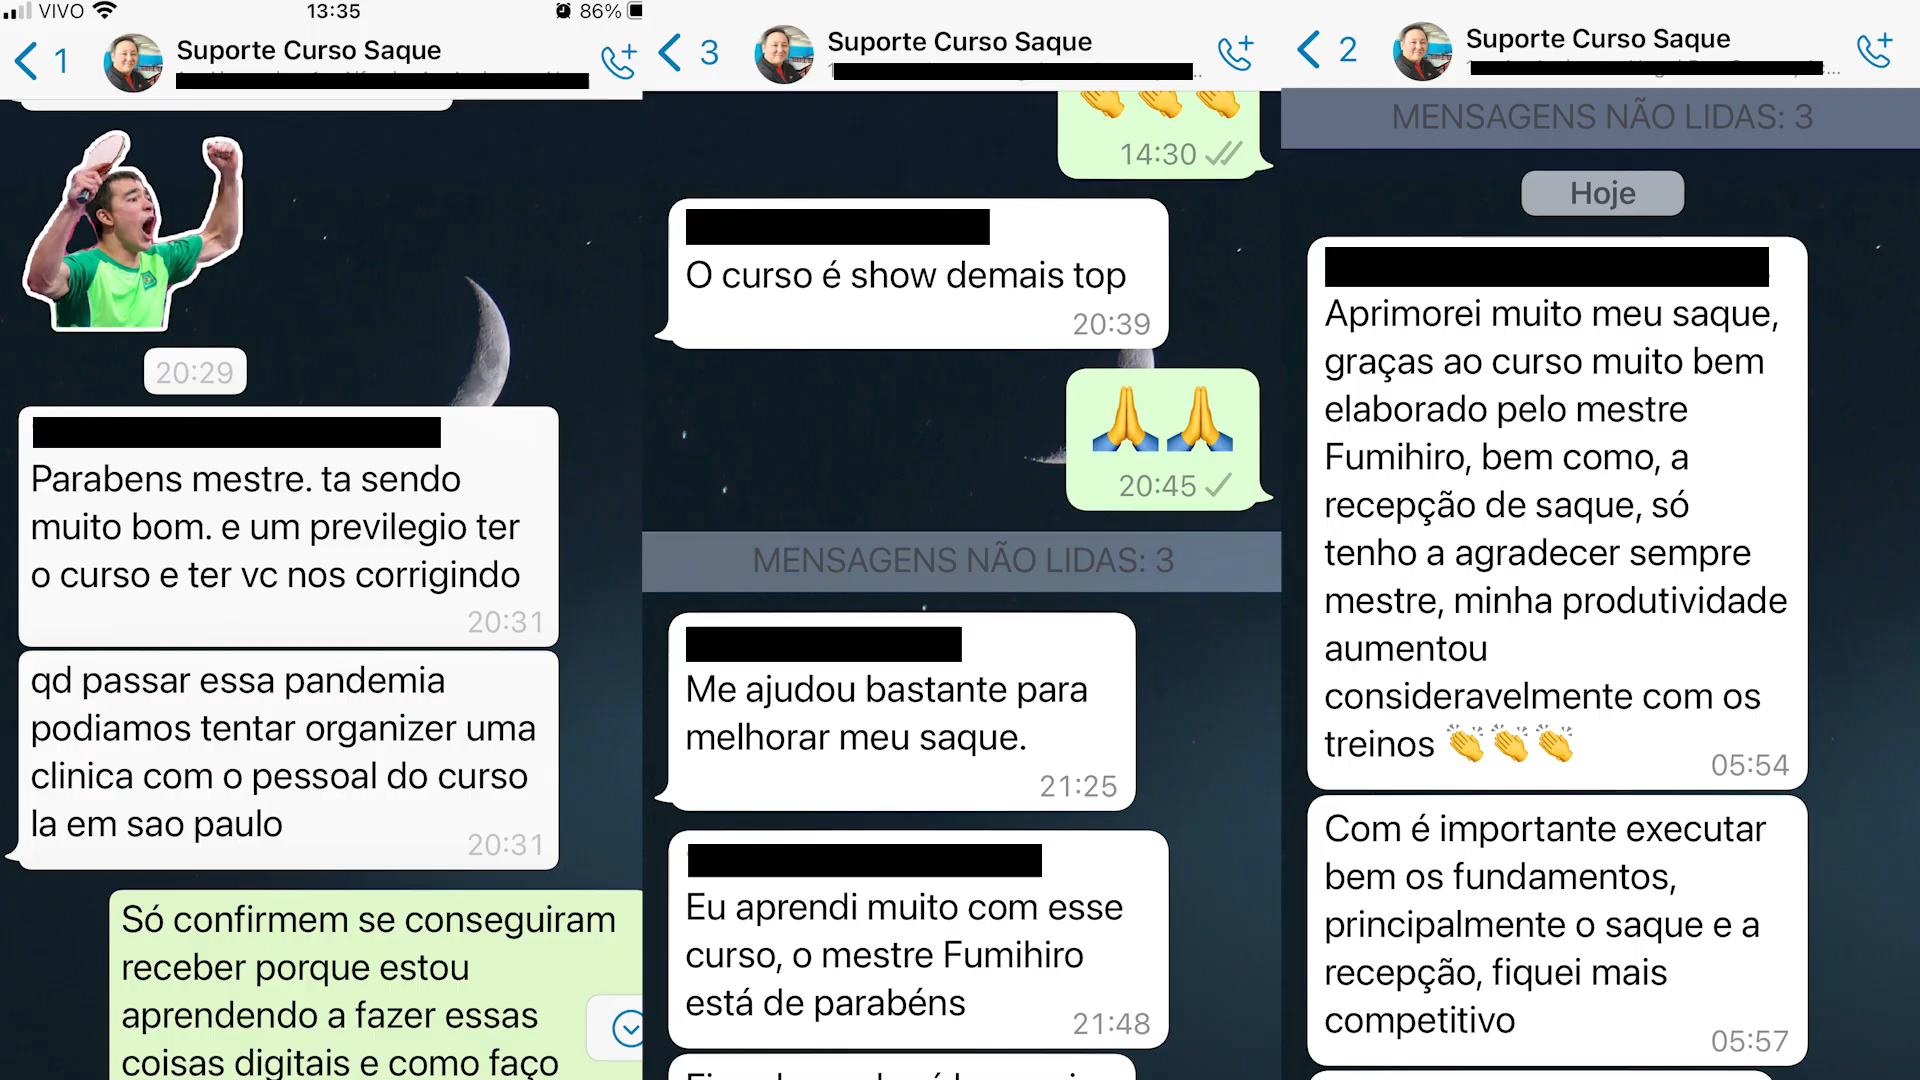 VIVO
13:35
86%
1
Suporte Curso Saque
20:29
Parabens mestre. ta sendo
muito bom. e um previlegio ter
o curso e ter vc nos corrigindo
20:31
qd passar essa pandemia
podiamos tentar organizer uma
clinica com o pessoal do curso
la em sao paulo
20:31
Só confirmem se conseguiram
receber porque estou
aprendendo a fazer essas
coisas digitais e como faço
3
Suporte Curso Saque
14:30
O curso é show demais top
20:39
20:45
MENSAGENS NÃO LIDAS: 3
Me ajudou bastante para
melhorar meu saque.
21:25
Eu aprendi muito com esse
curso, o mestre Fumihiro
está de parabéns
21:48
2
Suporte Curso Saque
MENSAGENS NÃO LIDAS: 3
Hoje
Aprimorei muito meu saque,
graças ao curso muito bem
elaborado pelo mestre
Fumihiro, bem como, a
recepção de saque, só
tenho a agradecer sempre
mestre, minha produtividade
aumentou
consideravelmente com os
treinos 👏👏👏
05:54
Com é importante executar
bem os fundamentos,
principalmente o saque e a
recepção, fiquei mais
competitivo
05:57